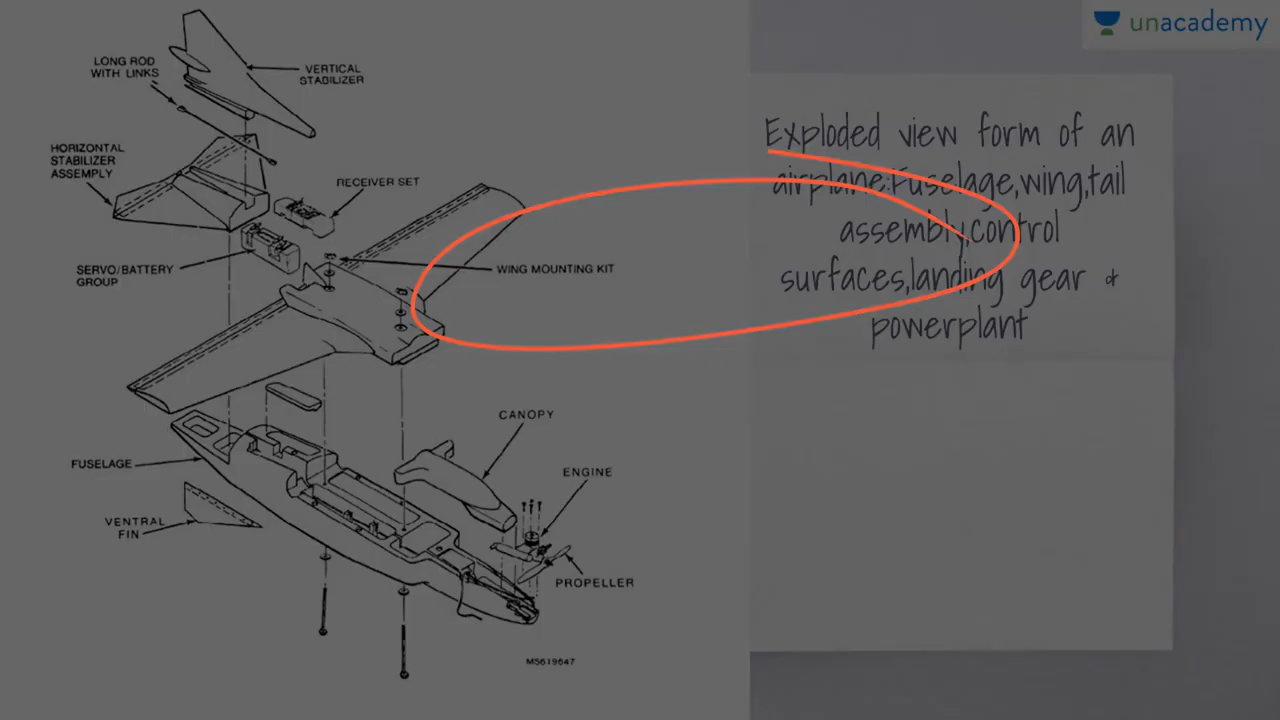 unacademy
LONG ROD
WITH LINKS
VERTICAL
STABILIZER
HORIZONTAL
STABILIZER
ASSEMBLY
RECEIVER SET
SERVO/BATTERY
GROUP
WING MOUNTING KIT
CANOPY
FUSELAGE
ENGINE
VENTRAL
FIN
PROPELLER
M5619647
Exploded view form of an
airplane:Fuselage,wing,tail
assembly,control
surfaces,landing gear &
powerplant